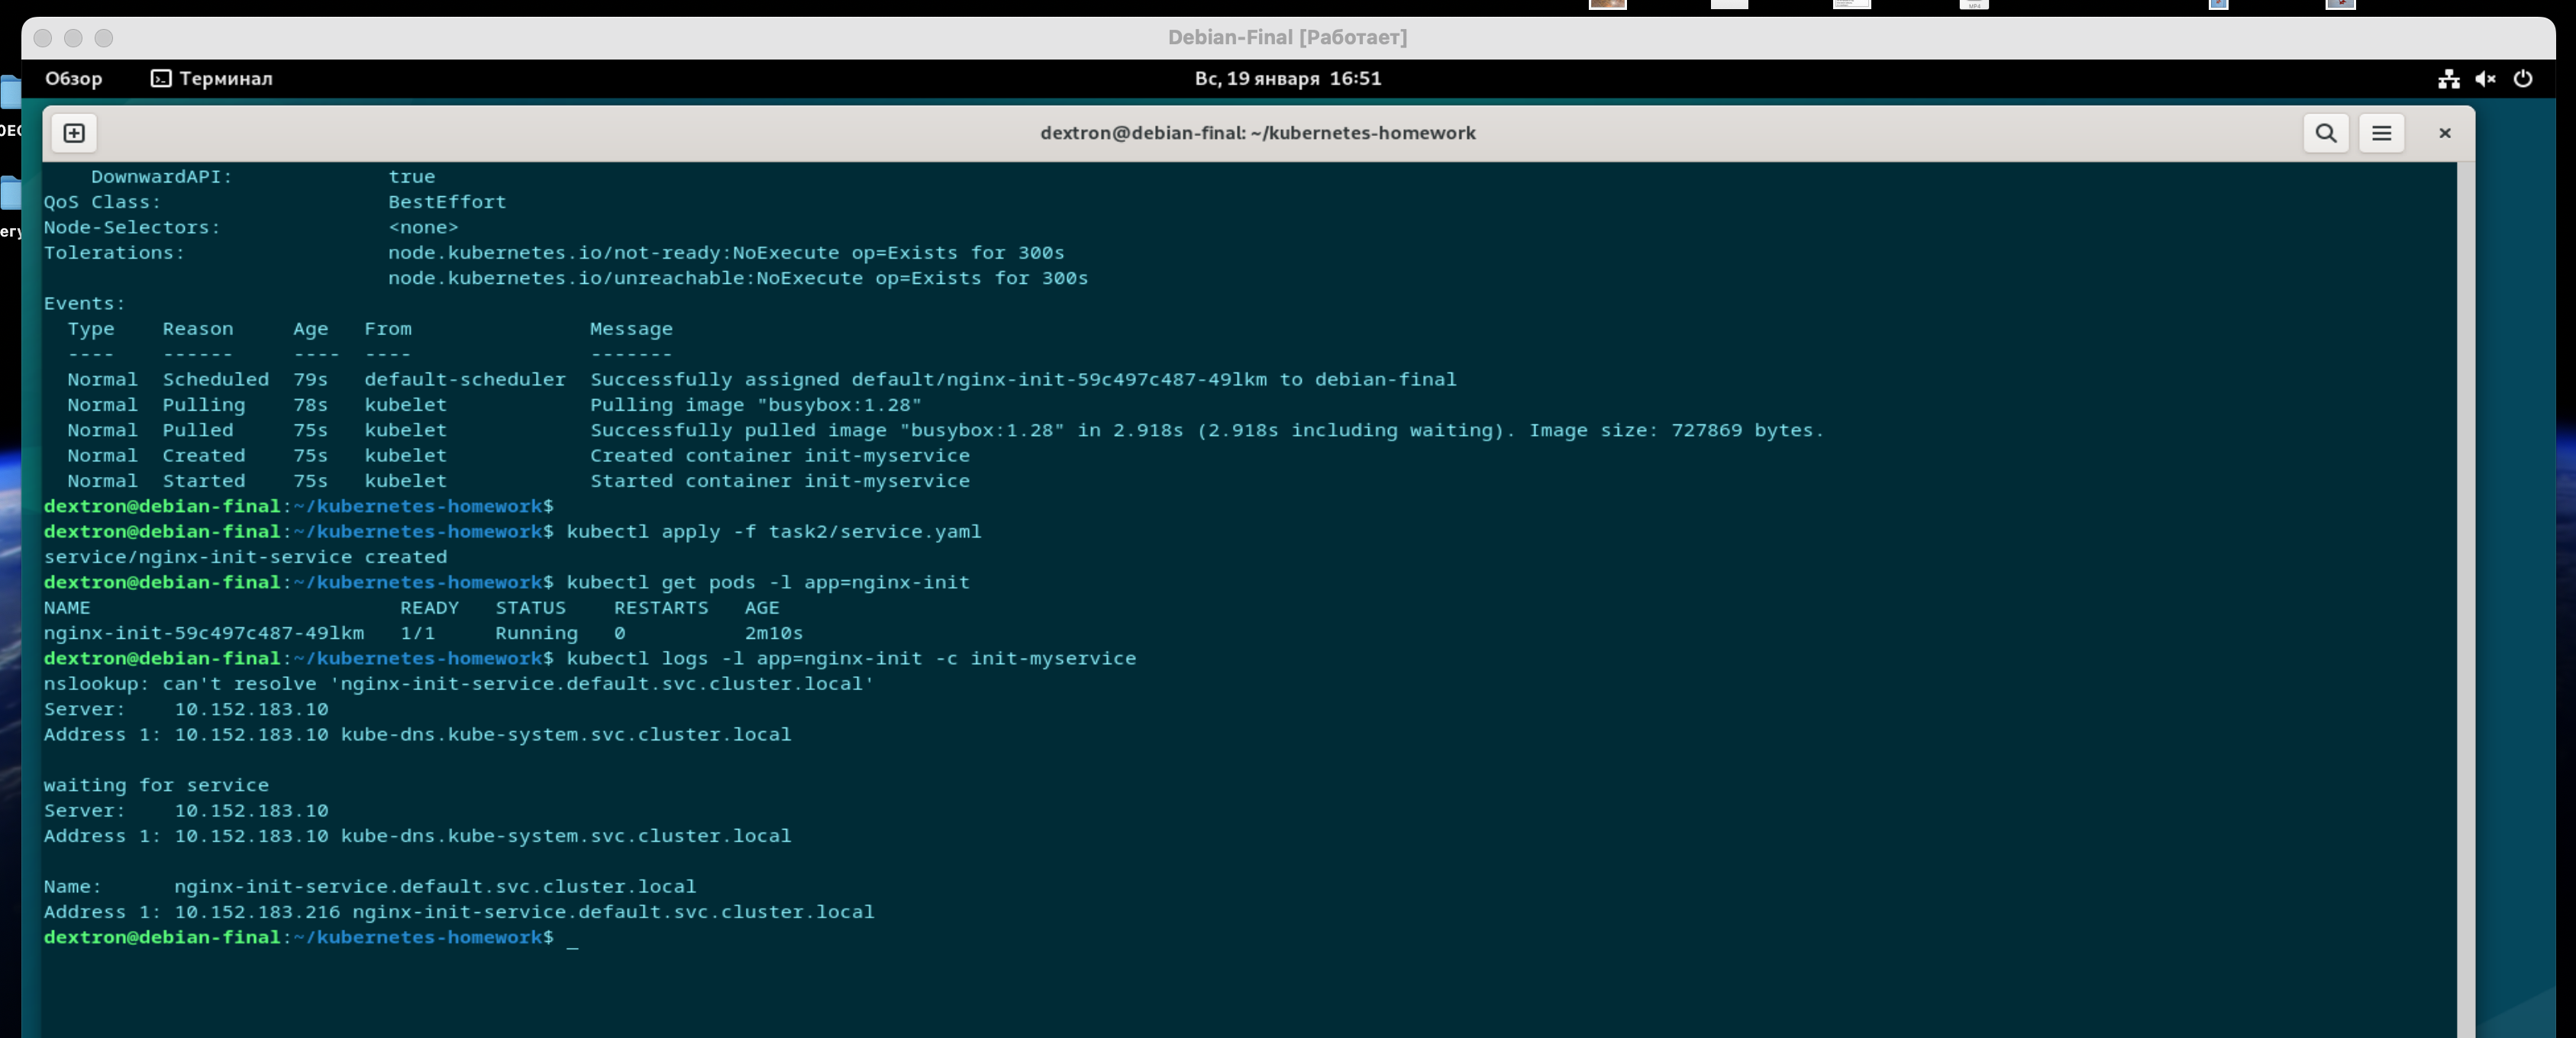 MP4
Debian-Final [Работает]
Обзор
Терминал
Вс, 19 января 16:51
dextron@debian-final: ~/kubernetes-homework
    DownwardAPI:             true
QoS Class:                   BestEffort
Node-Selectors:              <none>
Tolerations:                 node.kubernetes.io/not-ready:NoExecute op=Exists for 300s
                             node.kubernetes.io/unreachable:NoExecute op=Exists for 300s
Events:
  Type    Reason     Age   From               Message
  ----    ------     ----  ----               -------
  Normal  Scheduled  79s   default-scheduler  Successfully assigned default/nginx-init-59c497c487-49lkm to debian-final
  Normal  Pulling    78s   kubelet            Pulling image "busybox:1.28"
  Normal  Pulled     75s   kubelet            Successfully pulled image "busybox:1.28" in 2.918s (2.918s including waiting). Image size: 727869 bytes.
  Normal  Created    75s   kubelet            Created container init-myservice
  Normal  Started    75s   kubelet            Started container init-myservice
dextron@debian-final:~/kubernetes-homework$
dextron@debian-final:~/kubernetes-homework$ kubectl apply -f task2/service.yaml
service/nginx-init-service created
dextron@debian-final:~/kubernetes-homework$ kubectl get pods -l app=nginx-init
NAME                          READY   STATUS    RESTARTS   AGE
nginx-init-59c497c487-49lkm   1/1     Running   0          2m10s
dextron@debian-final:~/kubernetes-homework$ kubectl logs -l app=nginx-init -c init-myservice
nslookup: can't resolve 'nginx-init-service.default.svc.cluster.local'
Server:    10.152.183.10
Address 1: 10.152.183.10 kube-dns.kube-system.svc.cluster.local

waiting for service
Server:    10.152.183.10
Address 1: 10.152.183.10 kube-dns.kube-system.svc.cluster.local

Name:      nginx-init-service.default.svc.cluster.local
Address 1: 10.152.183.216 nginx-init-service.default.svc.cluster.local
dextron@debian-final:~/kubernetes-homework$ _